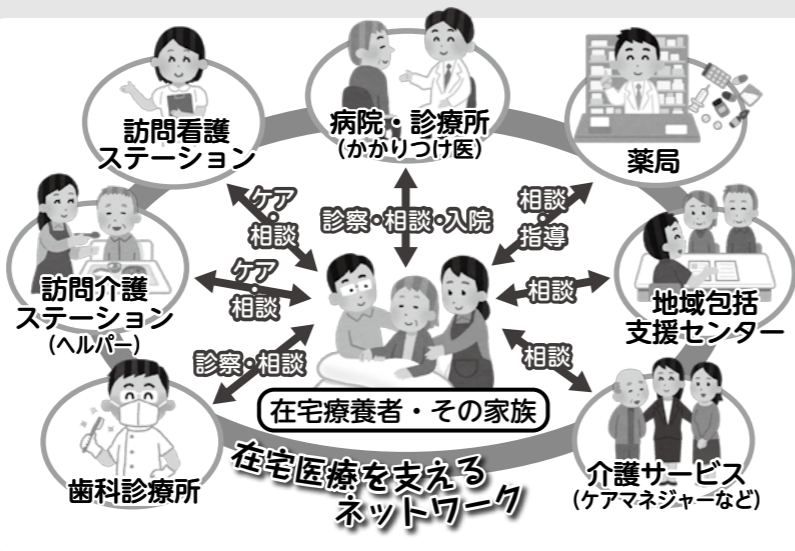 訪問看護
ステーション
病院・診療所
(かかりつけ医)
薬局
ケア
・
相談
診察・相談・入院
相談
・
指導
訪問介護
ステーション
(ヘルパー)
ケア
・
相談
相談
地域包括
支援センター
診察・相談
相談
在宅療養者・その家族
歯科診療所
介護サービス
(ケアマネジャーなど)
在宅医療を支える
ネットワーク